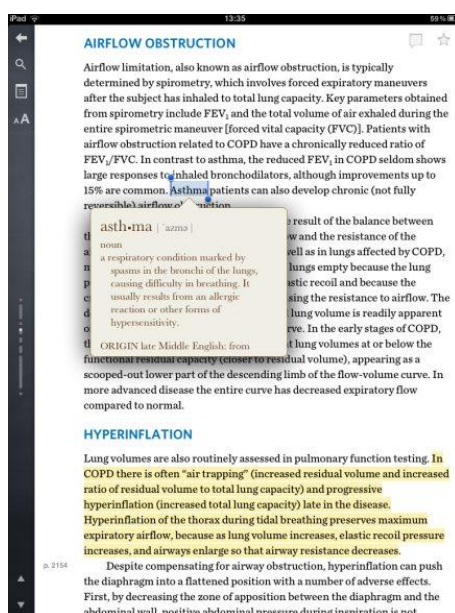 iPad
13:35
59%
AIRFLOW OBSTRUCTION
AA
Airflow limitation, also known as airflow obstruction, is typically
determined by spirometry, which involves forced expiratory maneuvers
after the subject has inhaled to total lung capacity. Key parameters obtained
from spirometry include FEV₁ and the total volume of air exhaled during the
entire spirometric maneuver [forced vital capacity (FVC)]. Patients with
airflow obstruction related to COPD have a chronically reduced ratio of
FEV₁/FVC. In contrast to asthma, the reduced FEV₁ in COPD seldom shows
large responses to inhaled bronchodilators, although improvements up to
15% are common. Asthma patients can also develop chronic (not fully
reversible) airflow obstruction.
result of the balance between
ow and the resistance of the
well as in lungs affected by COPD,
lungs empty because the lung
astic recoil and because the
sing the resistance to airflow. The
lung volume is readily apparent
rve. In the early stages of COPD,
at lung volumes at or below the
asth•ma | ˈazmə |
noun
a respiratory condition marked by
spasms in the bronchi of the lungs,
causing difficulty in breathing. It
usually results from an allergic
reaction or other forms of
hypersensitivity.
ORIGIN late Middle English: from
functional residual capacity (closer to residual volume), appearing as a
scooped-out lower part of the descending limb of the flow-volume curve. In
more advanced disease the entire curve has decreased expiratory flow
compared to normal.
HYPERINFLATION
Lung volumes are also routinely assessed in pulmonary function testing. In
COPD there is often “air trapping” (increased residual volume and increased
ratio of residual volume to total lung capacity) and progressive
hyperinflation (increased total lung capacity) late in the disease.
Hyperinflation of the thorax during tidal breathing preserves maximum
expiratory airflow, because as lung volume increases, elastic recoil pressure
increases, and airways enlarge so that airway resistance decreases.
p. 2154
Despite compensating for airway obstruction, hyperinflation can push
the diaphragm into a flattened position with a number of adverse effects.
First, by decreasing the zone of apposition between the diaphragm and the
abdominal wall, positive abdominal pressure during inspiration is not